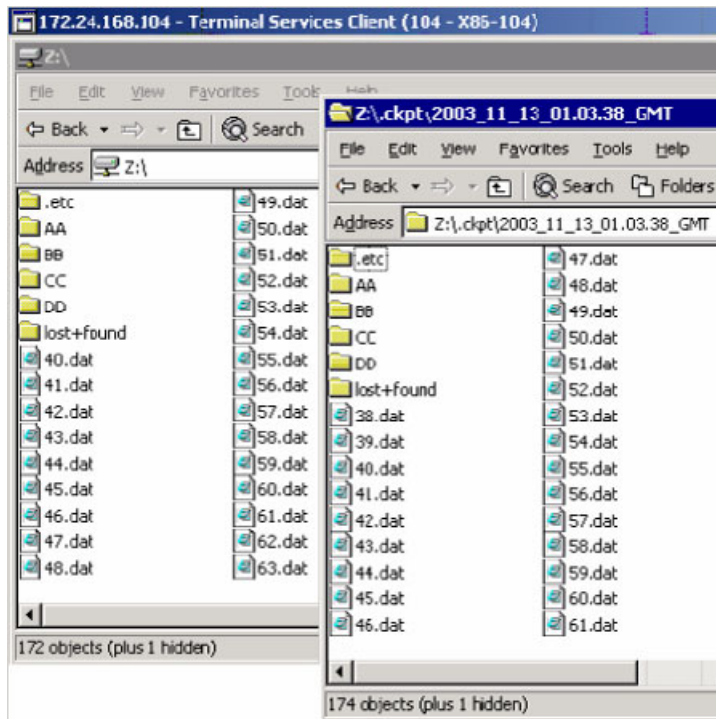 172.24.168.104 - Terminal Services Client (104 - X86-104)
Z:\
File Edit View Favorites Tools Help
Back Search
Address Z:\
.etc
AA
BB
CC
DD
lost+found
40.dat
41.dat
42.dat
43.dat
44.dat
45.dat
46.dat
47.dat
48.dat
49.dat
50.dat
51.dat
52.dat
53.dat
54.dat
55.dat
56.dat
57.dat
58.dat
59.dat
60.dat
61.dat
62.dat
63.dat
172 objects (plus 1 hidden)
Z:\.ckpt\2003_11_13_01.03.38_GMT
File Edit View Favorites Tools Help
Back Search Folders
Address Z:\.ckpt\2003_11_13_01.03.38_GMT
.etc
AA
BB
CC
DD
lost+found
38.dat
39.dat
40.dat
41.dat
42.dat
43.dat
44.dat
45.dat
46.dat
47.dat
48.dat
49.dat
50.dat
51.dat
52.dat
53.dat
54.dat
55.dat
56.dat
57.dat
58.dat
59.dat
60.dat
61.dat
174 objects (plus 1 hidden)